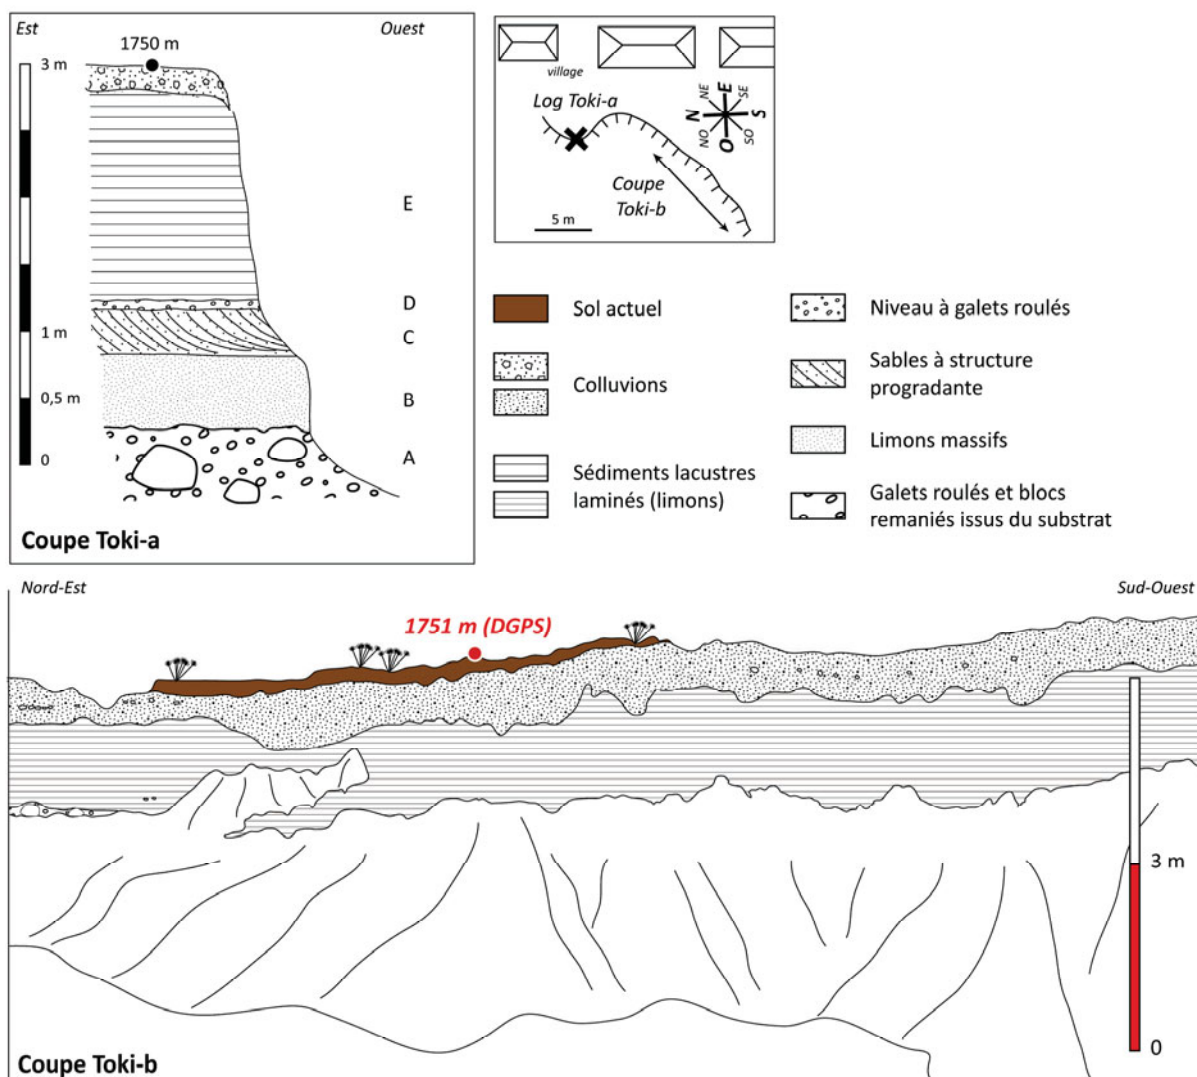 Est
Ouest
1750 m
3 m
1 m
0,5 m
0
E
D
C
B
A
Coupe Toki-a
village
Log Toki-a
Coupe
Toki-b
5 m
N
NE
E
SE
S
SO
O
NO
Sol actuel
Colluvions
Sédiments lacustres
laminés (limons)
Niveau à galets roulés
Sables à structure
progradante
Limons massifs
Galets roulés et blocs
remaniés issus du substrat
Nord-Est
Sud-Ouest
1751 m (DGPS)
3 m
0
Coupe Toki-b